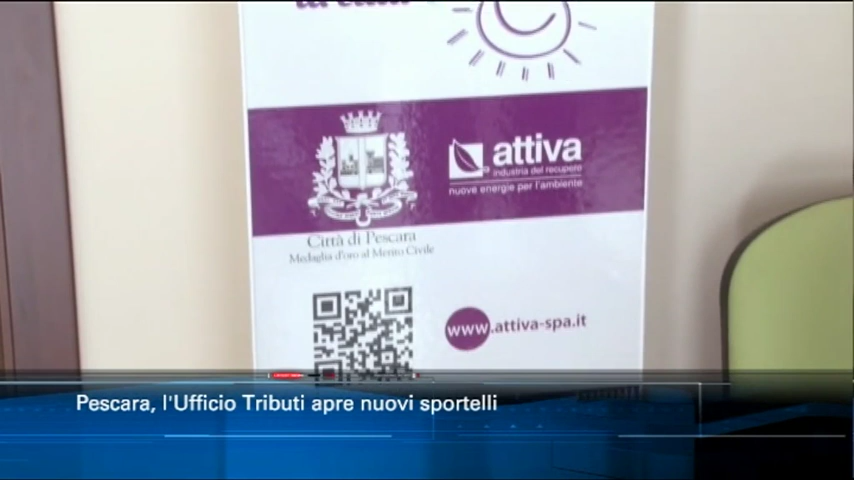 attiva
industria del recupero
nuove energie per l'ambiente
Città di Pescara
Medaglia d'oro al Merito Civile
www.attiva-spa.it
Pescara, l'Ufficio Tributi apre nuovi sportelli